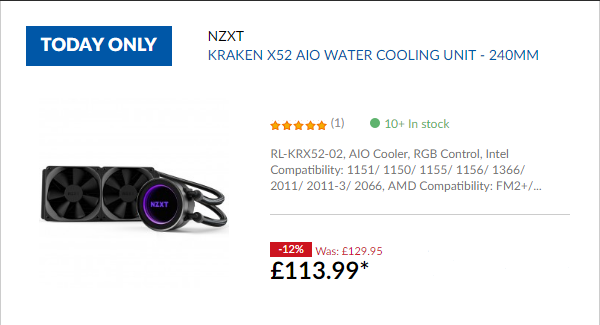 TODAY ONLY
NZXT
KRAKEN X52 AIO WATER COOLING UNIT - 240MM
(1)
10+ In stock
RL-KRX52-02, AIO Cooler, RGB Control, Intel
Compatibility: 1151/ 1150/ 1155/ 1156/ 1366/
2011/ 2011-3/ 2066, AMD Compatibility: FM2+/...
NZXT
-12% Was: £129.95
£113.99*